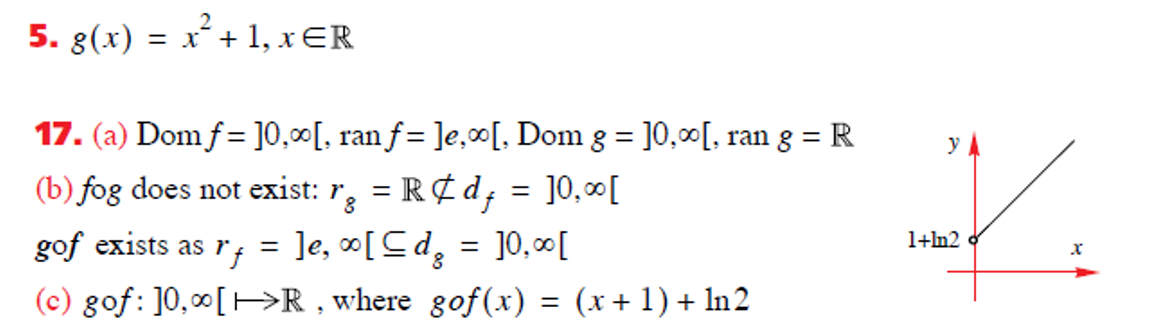 5. g(x) = x² + 1, x ∈ ℝ
17. (a) Dom f = ]0,∞[, ran f = ]e,∞[, Dom g = ]0,∞[, ran g = ℝ
(b) fog does not exist: r_g = ℝ ⊄ d_f = ]0,∞[
gof exists as r_f = ]e, ∞[ ⊆ d_g = ]0,∞[
(c) gof: ]0,∞[ ↦ ℝ , where gof(x) = (x + 1) + ln2
y
1+ln2
x